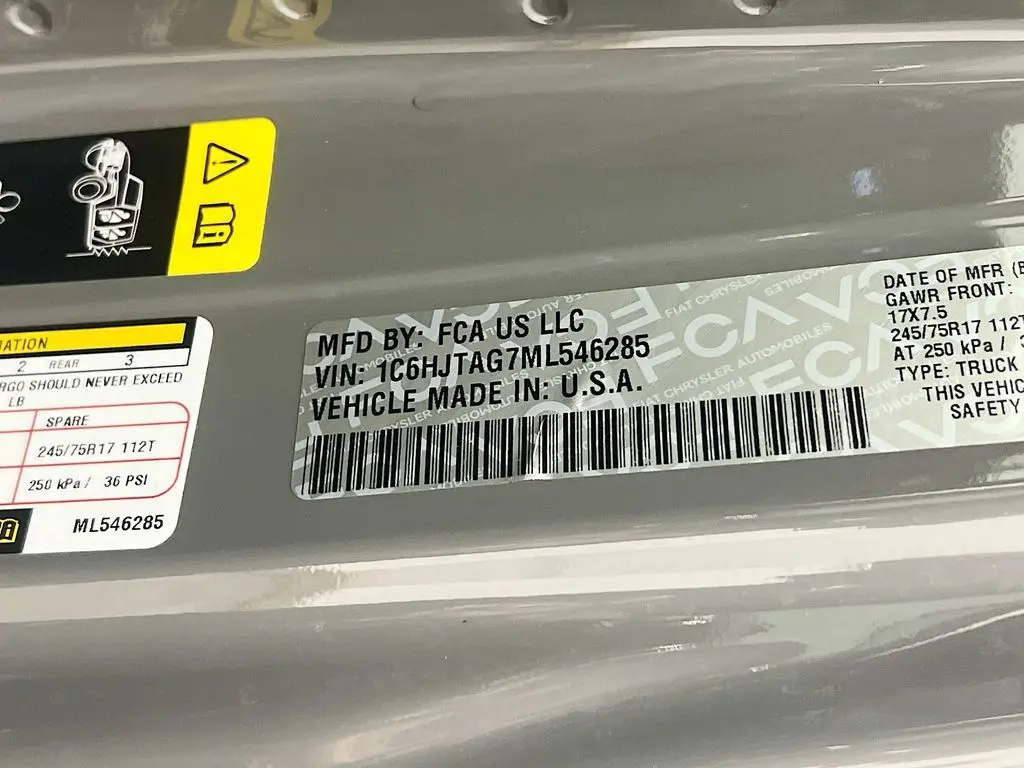 MATION
2 REAR 3
RGO SHOULD NEVER EXCEED
LB
SPARE
245/75R17 112T
250 kPa / 36 PSI
ML546285
MFD BY: FCA US LLC
VIN: 1C6HJTAG7ML546285
VEHICLE MADE IN: U.S.A.
DATE OF MFR (
GAWR FRONT:
17X7.5
245/75R17 112T
AT 250 kPa /
TYPE: TRUCK
THIS VEHIC
SAFETY